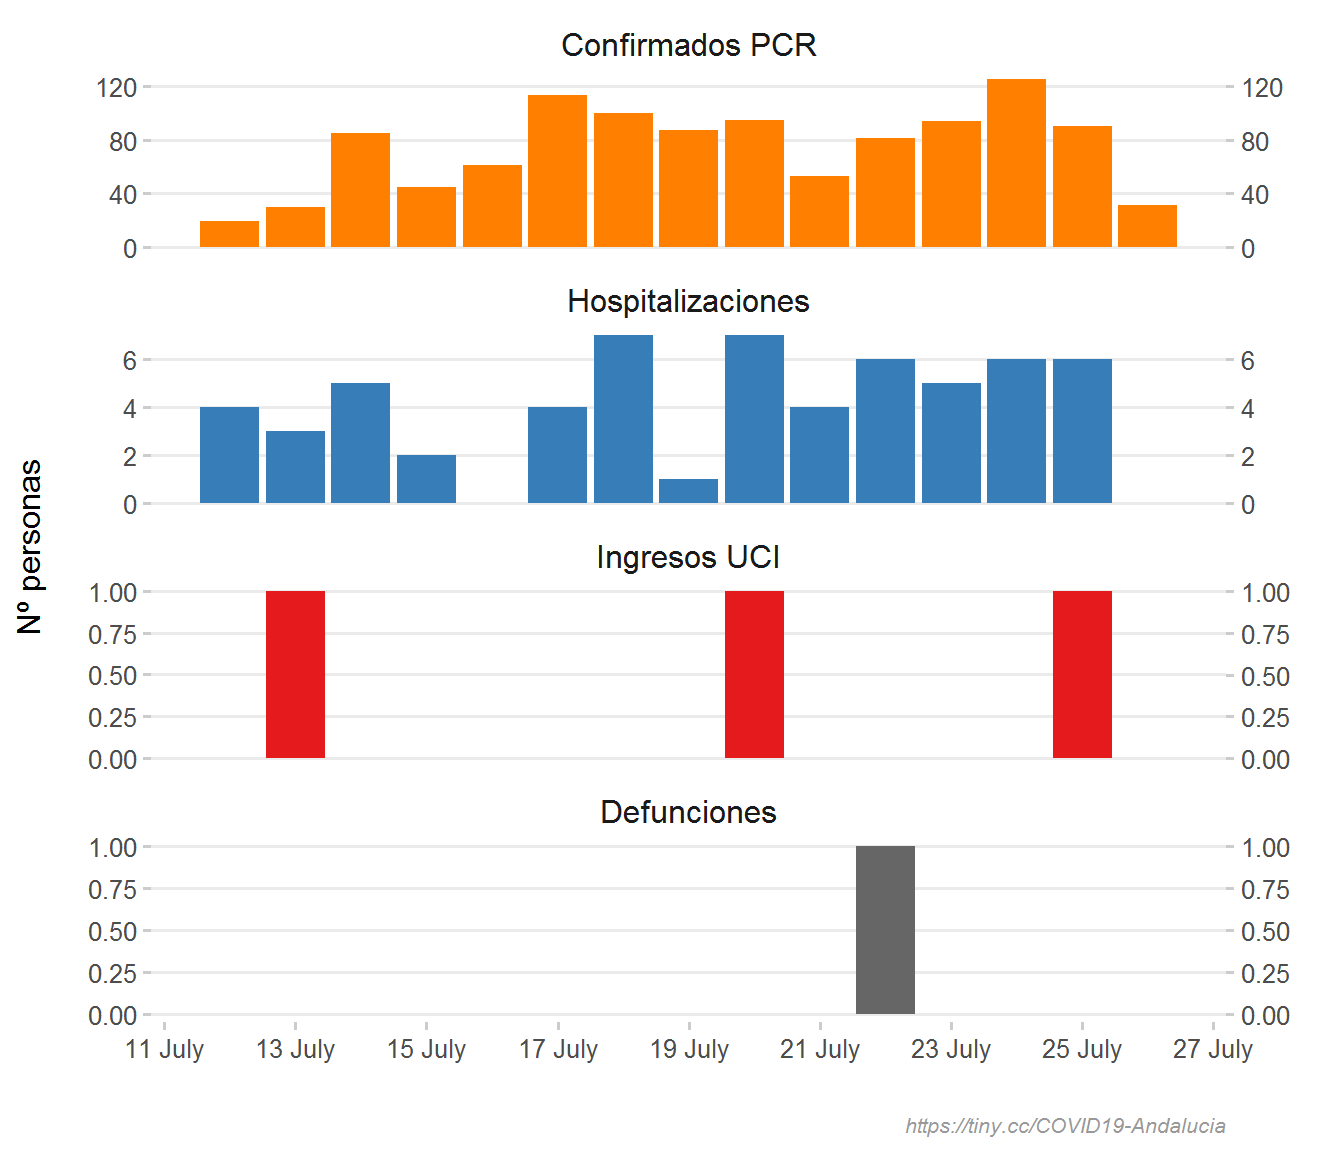 Confirmados PCR
120 120
80 80
40 40
0 0
Hospitalizaciones
6 6
4 4
2 2
0 0
Nº personas
Ingresos UCI
1.00 1.00
0.75 0.75
0.50 0.50
0.25 0.25
0.00 0.00
Defunciones
1.00 1.00
0.75 0.75
0.50 0.50
0.25 0.25
0.00 0.00
11 July 13 July 15 July 17 July 19 July 21 July 23 July 25 July 27 July
https://tiny.cc/COVID19-Andalucia